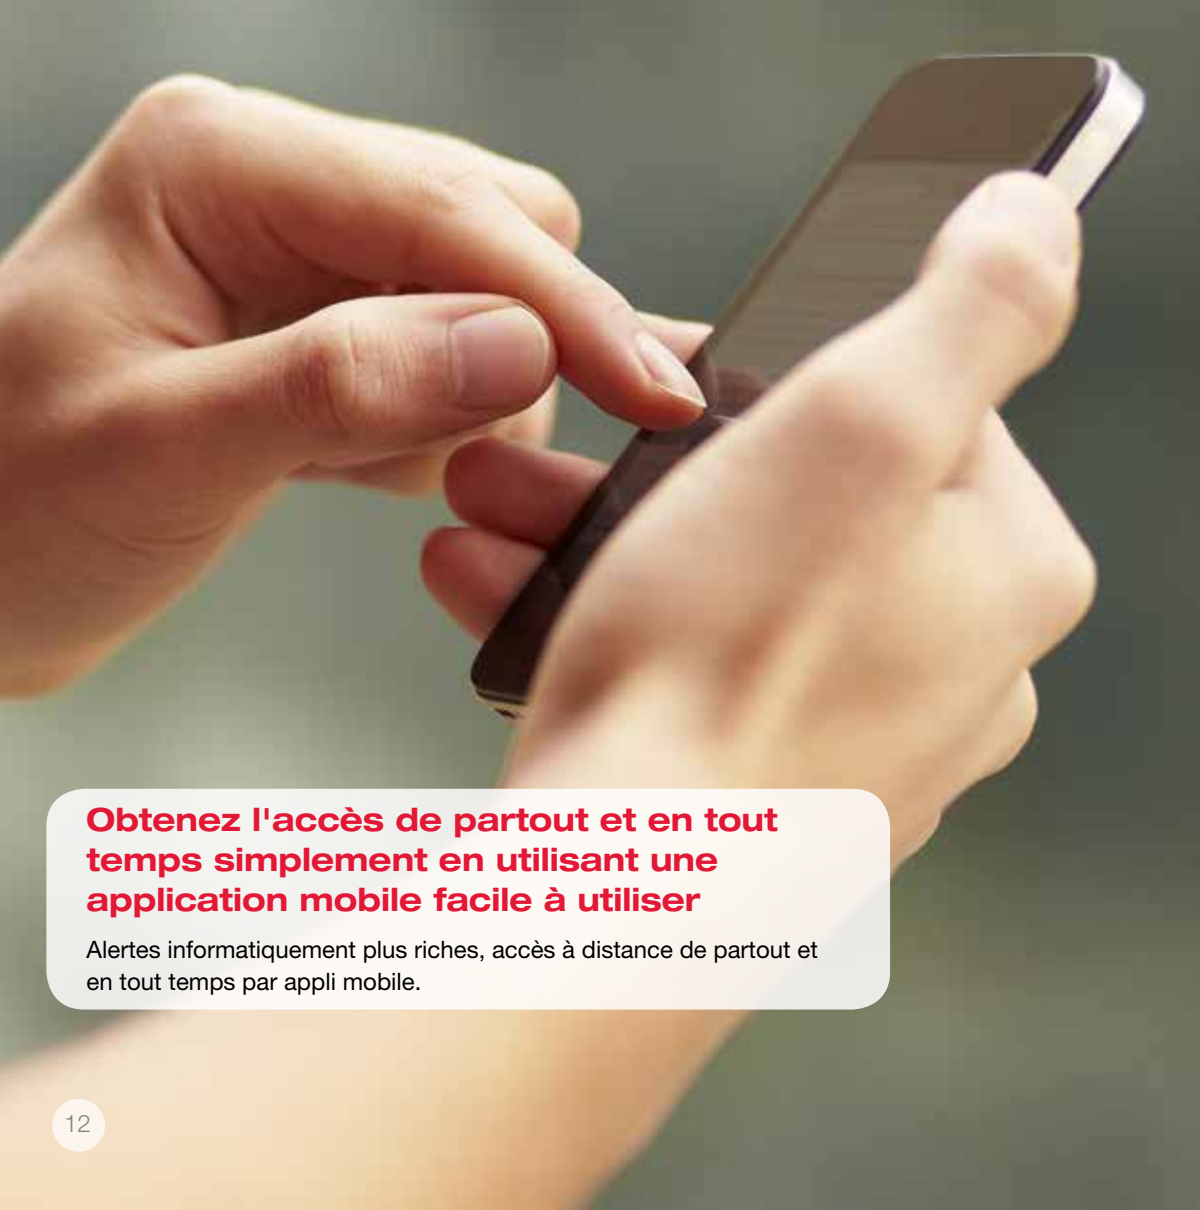 Obtenez l'accès de partout et en tout
temps simplement en utilisant une
application mobile facile à utiliser
Alertes informatiquement plus riches, accès à distance de partout et
en tout temps par appli mobile.
12